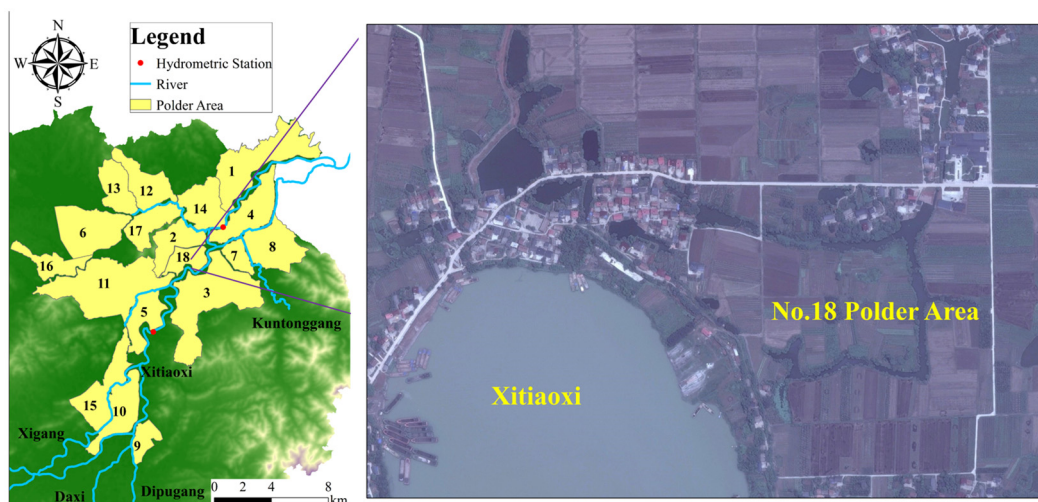 N
W
E
S
Legend
Hydrometric Station
River
Polder Area
1
13
12
14
4
6
17
2
8
18
7
16
11
3
5
Kuntonggang
Xitiaoxi
15
10
Xigang
9
Daxi
Dipugang
0 2 4 8
km
No.18 Polder Area
Xitiaoxi